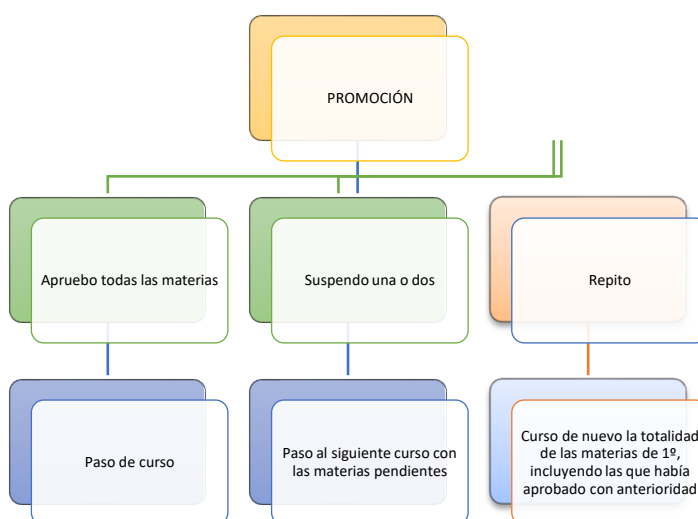 PROMOCIÓN
Apruebo todas las materias
Suspendo una o dos
Repito
Paso de curso
Paso al siguiente curso con
las materias pendientes
Curso de nuevo la totalidad
de las materias de 1º,
incluyendo las que había
aprobado con anterioridad